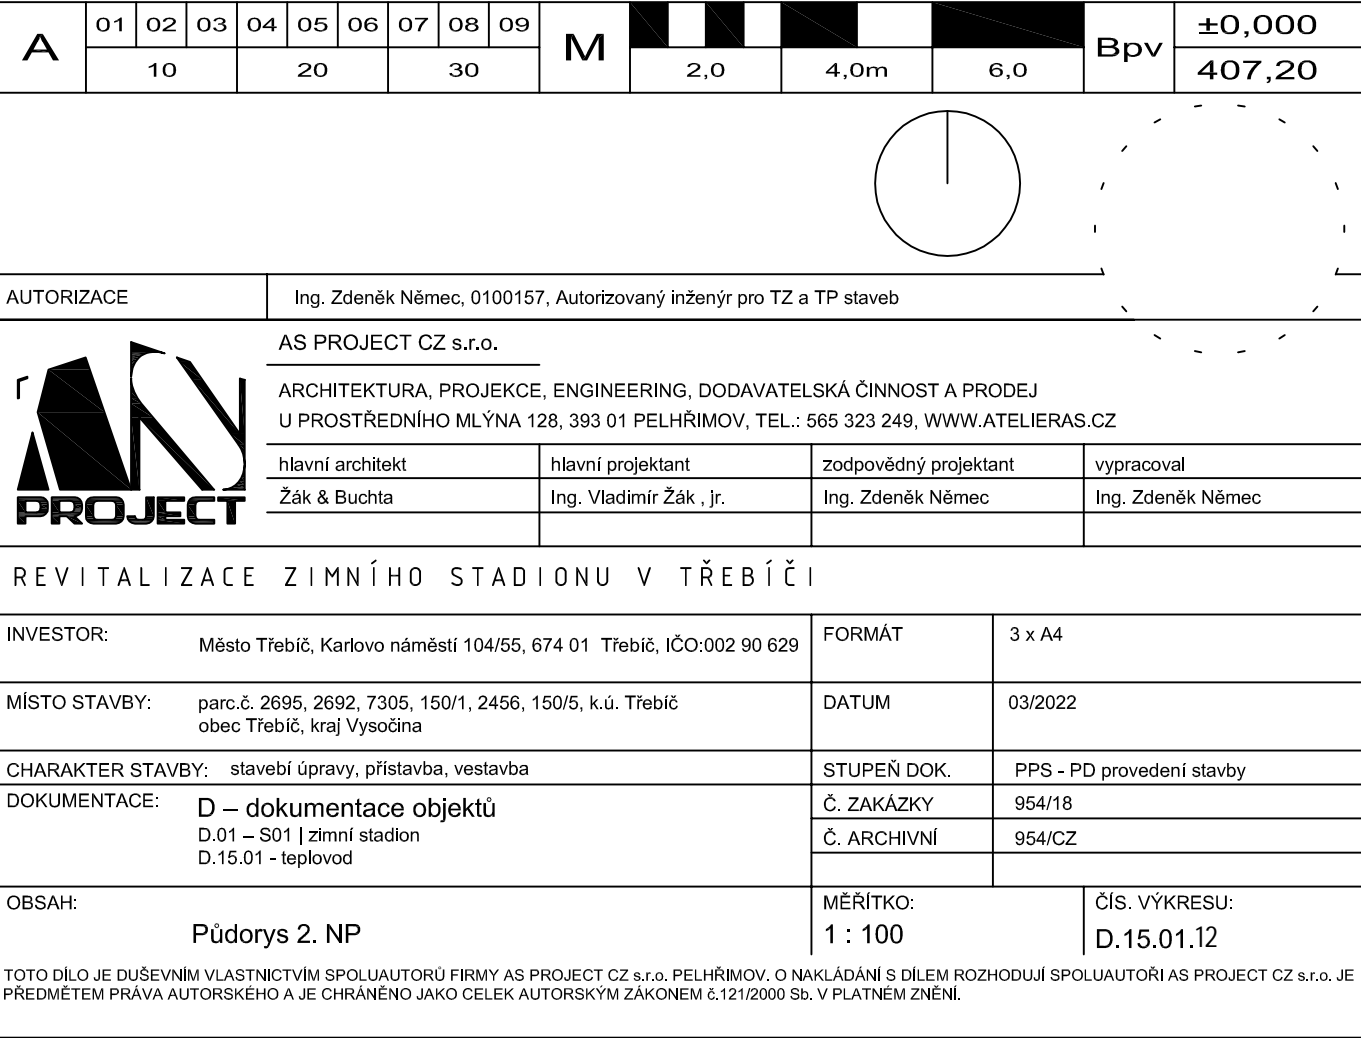 A 01 02 03 04 05 06 07 08 09 M Bpv ±0,000
10 20 30 2,0 4,0m 6,0 407,20
AUTORIZACE Ing. Zdeněk Němec, 0100157, Autorizovaný inženýr pro TZ a TP staveb
AS PROJECT CZ s.r.o.
ARCHITEKTURA, PROJEKCE, ENGINEERING, DODAVATELSKÁ ČINNOST A PRODEJ
U PROSTŘEDNÍHO MLÝNA 128, 393 01 PELHŘIMOV, TEL.: 565 323 249, WWW.ATELIERAS.CZ
PROJECT
hlavní architekt hlavní projektant zodpovědný projektant vypracoval
Žák & Buchta Ing. Vladimír Žák , jr. Ing. Zdeněk Němec Ing. Zdeněk Němec
REVITALIZACE ZIMNÍHO STADIONU V TŘEBÍČI
INVESTOR: Město Třebíč, Karlovo náměstí 104/55, 674 01 Třebíč, IČO:002 90 629 FORMÁT 3 x A4
MÍSTO STAVBY: parc.č. 2695, 2692, 7305, 150/1, 2456, 150/5, k.ú. Třebíč DATUM 03/2022
obec Třebíč, kraj Vysočina
CHARAKTER STAVBY: stavebí úpravy, přístavba, vestavba STUPEŇ DOK. PPS - PD provedení stavby
DOKUMENTACE: D – dokumentace objektů Č. ZAKÁZKY 954/18
D.01 – S01 | zimní stadion Č. ARCHIVNÍ 954/CZ
D.15.01 - teplovod
OBSAH: MĚŘÍTKO: ČÍS. VÝKRESU:
Půdorys 2. NP 1 : 100 D.15.01.12
TOTO DÍLO JE DUŠEVNÍM VLASTNICTVÍM SPOLUAUTORŮ FIRMY AS PROJECT CZ s.r.o. PELHŘIMOV. O NAKLÁDÁNÍ S DÍLEM ROZHODUJÍ SPOLUAUTOŘI AS PROJECT CZ s.r.o. JE
PŘEDMĚTEM PRÁVA AUTORSKÉHO A JE CHRÁNĚNO JAKO CELEK AUTORSKÝM ZÁKONEM č.121/2000 Sb. V PLATNÉM ZNĚNÍ.